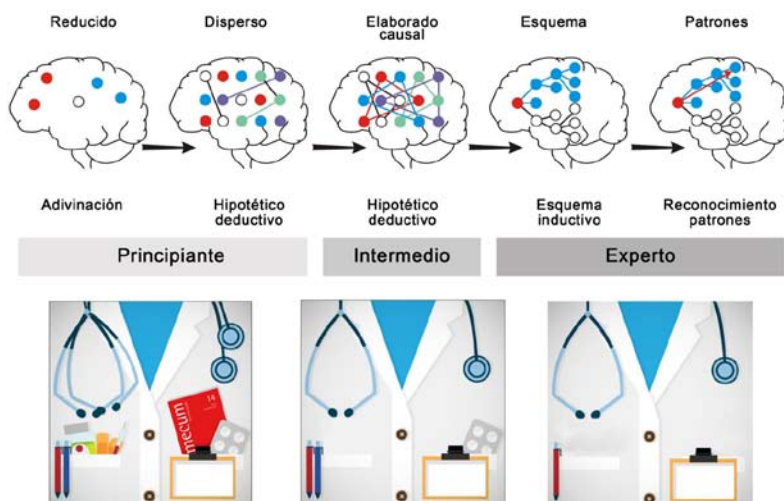 Reducido
Disperso
Elaborado
causal
Esquema
Patrones
Adivinación
Hipotético
deductivo
Hipotético
deductivo
Esquema
inductivo
Reconocimiento
patrones
Principiante
Intermedio
Experto
14
mecum